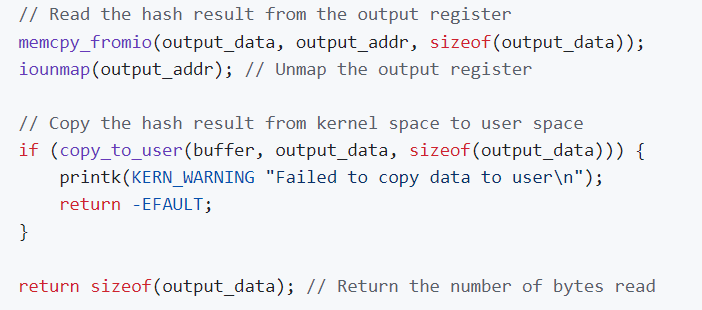 // Read the hash result from the output register
memcpy_fromio(output_data, output_addr, sizeof(output_data));
iounmap(output_addr); // Unmap the output register
// Copy the hash result from kernel space to user space
if (copy_to_user(buffer, output_data, sizeof(output_data))) {
    printk(KERN_WARNING "Failed to copy data to user\n");
    return -EFAULT;
}
return sizeof(output_data); // Return the number of bytes read